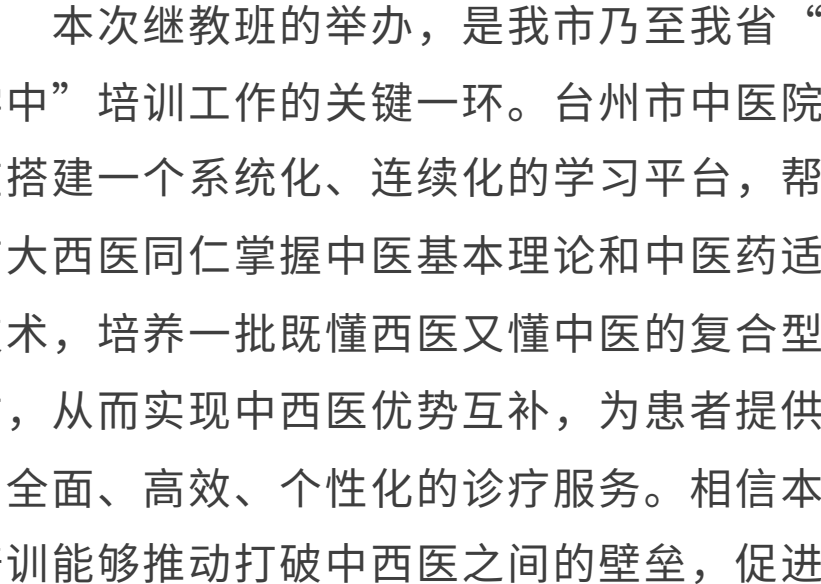 本次继教班的举办，是我市乃至我省“
中”培训工作的关键一环。台州市中医院
搭建一个系统化、连续化的学习平台，帮
大西医同仁掌握中医基本理论和中医药适
术，培养一批既懂西医又懂中医的复合型
，从而实现中西医优势互补，为患者提供
全面、高效、个性化的诊疗服务。相信本
训能够推动打破中西医之间的壁垒，促进